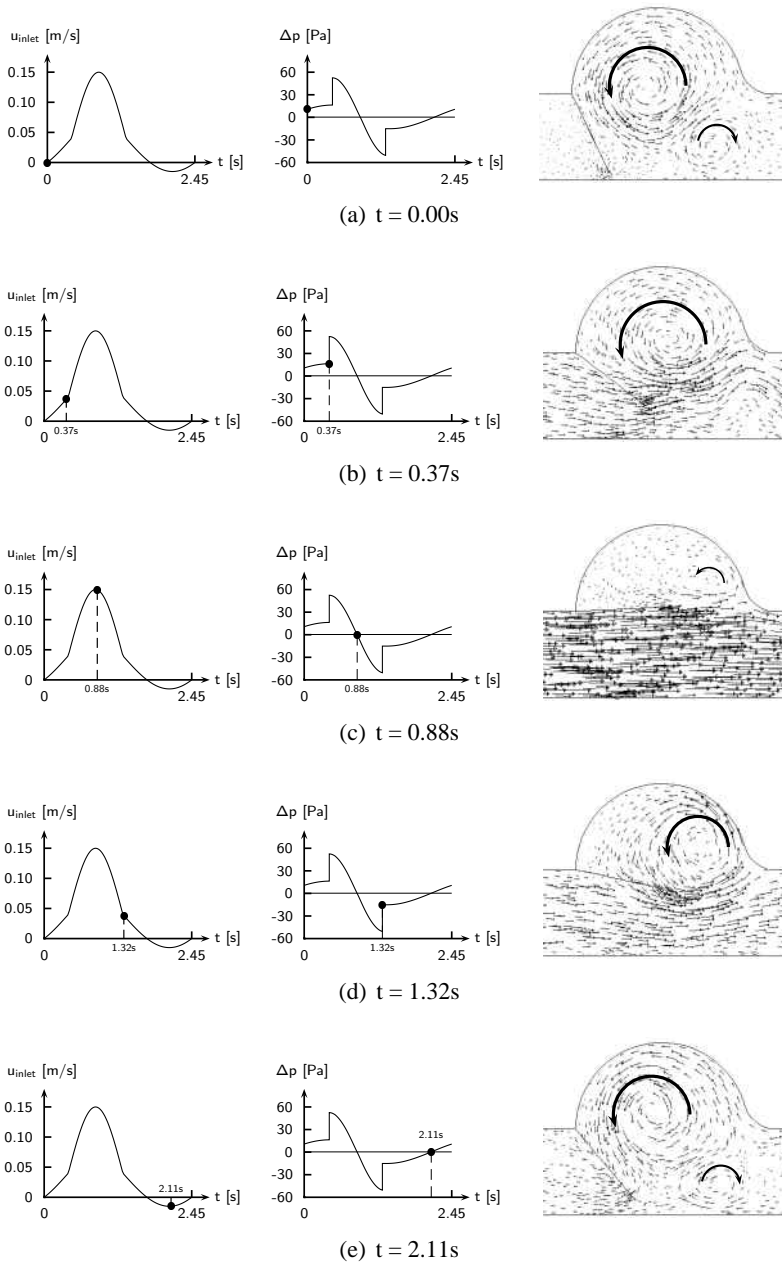 u_inlet [m/s]
Δp [Pa]
0.15
0.10
0.05
0
t [s]
0
2.45
60
30
0
-30
-60
t [s]
0
2.45
(a) t = 0.00s
u_inlet [m/s]
Δp [Pa]
0.15
0.10
0.05
0
t [s]
0
0.37s
2.45
60
30
0
-30
-60
t [s]
0
0.37s
2.45
(b) t = 0.37s
u_inlet [m/s]
Δp [Pa]
0.15
0.10
0.05
0
t [s]
0
0.88s
2.45
60
30
0
-30
-60
t [s]
0
0.88s
2.45
(c) t = 0.88s
u_inlet [m/s]
Δp [Pa]
0.15
0.10
0.05
0
t [s]
0
1.32s
2.45
60
30
0
-30
-60
t [s]
0
1.32s
2.45
(d) t = 1.32s
u_inlet [m/s]
Δp [Pa]
0.15
0.10
0.05
0
2.11s
t [s]
0
2.45
60
30
0
-30
-60
2.11s
t [s]
0
2.45
(e) t = 2.11s